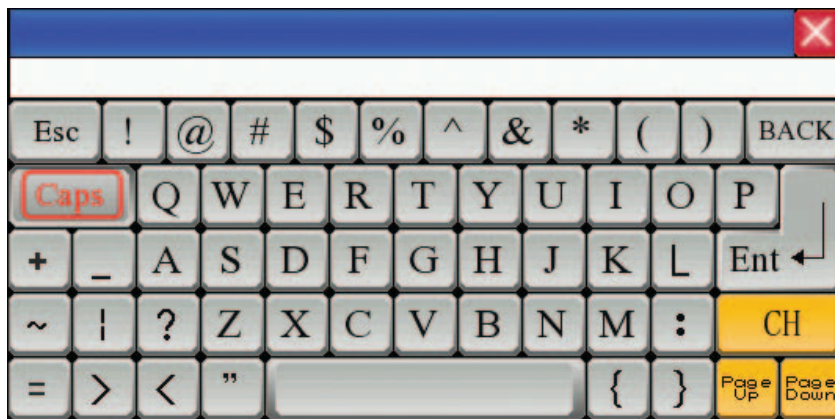 Esc ! @ # $ % ^ & * ( ) BACK
Caps Q W E R T Y U I O P
+ _ A S D F G H J K L Ent
~ ¦ ? Z X C V B N M : CH
= > < " { } Page Up Page Down